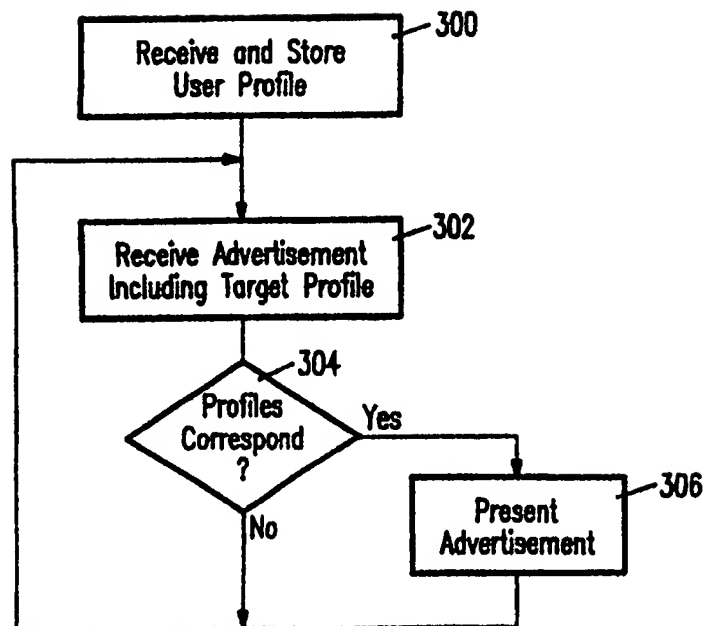 300
Receive and Store
User Profile
302
Receive Advertisement
Including Target Profile
304
Profiles
Correspond
?
Yes
No
306
Present
Advertisement